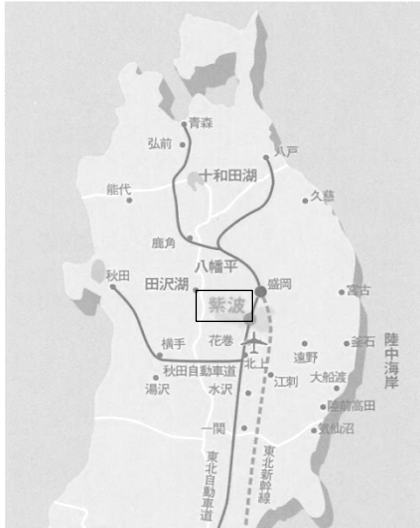 青森
弘前
八戸
十和田湖
能代
久慈
鹿角
八幡平
秋田
田沢湖
盛岡
紫波
宮古
花巻
横手
北上
遠野
釜石
陸中海岸
秋田自動車道
湯沢
水沢
江刺
大船渡
陸前高田
気仙沼
一関
東北自動車道
東北新幹線